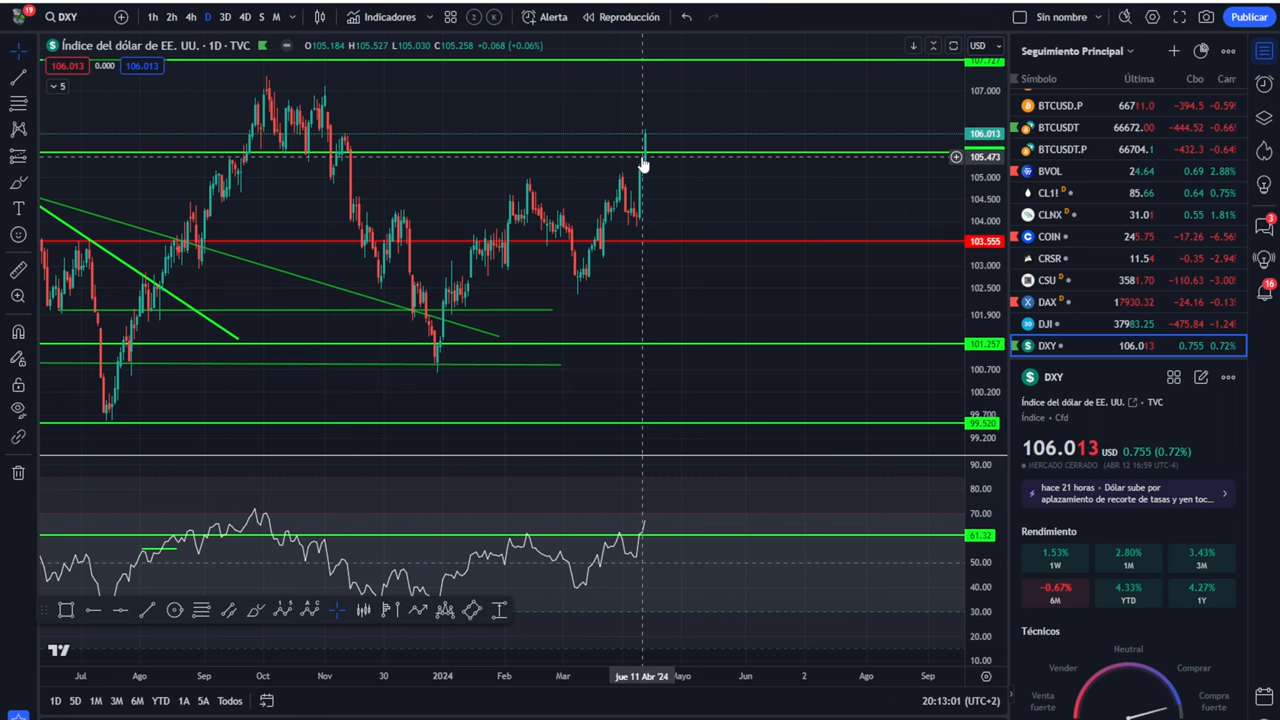 19
DXY
1h 2h 4h D 3D 4D S M
Indicadores
2
K
Alerta
Reproducción
Sin nombre
Publicar
Índice del dólar de EE. UU. · 1D · TVC
O105.184 H105.527 L105.030 C105.258 +0.068 (+0.06%)
USD
106.013 0.000 106.013
5
107.727
107.000
106.013
105.473
105.000
104.500
104.000
103.555
103.000
102.500
101.900
101.257
100.700
100.200
99.700
99.520
99.200
90.00
80.00
70.00
61.32
50.00
40.00
30.00
20.00
10.00
Jul Ago Sep Oct Nov 30 2024 Feb Mar jue 11 Abr '24 Mayo Jun 2 Ago Sep
1D 5D 1M 3M 6M YTD 1A 5A Todos
20:13:01 (UTC+2)
Seguimiento Principal
Símbolo Última Cbo Cam
BTCUSD.P 66711.0 −394.5 −0.59
BTCUSDT 66672.00 −444.52 −0.66
BTCUSDT.P 66704.1 −432.3 −0.64
BVOL 24.64 0.69 2.88%
CL1! D 85.66 0.64 0.75%
CLNX D 31.01 0.55 1.81%
COIN 245.75 −17.26 −6.56
CRSR 11.54 −0.35 −2.94
CSU D 3581.70 −110.63 −3.00
DAX D 17930.32 −24.16 −0.13
DJI 37983.25 −475.84 −1.24
DXY 106.013 0.755 0.72%
DXY
Índice del dólar de EE. UU. · TVC
Índice · Cfd
106.013 USD 0.755 (0.72%)
MERCADO CERRADO (ABR 12 16:59 UTC-4)
hace 21 horas · Dólar sube por
aplazamiento de recorte de tasas y yen toc...
Rendimiento
1.53% 2.80% 3.43%
1W 1M 3M
−0.67% 4.33% 4.27%
6M YTD 1Y
Técnicos
Neutral
Vender Comprar
Venta
fuerte
Compra
fuerte
3
16